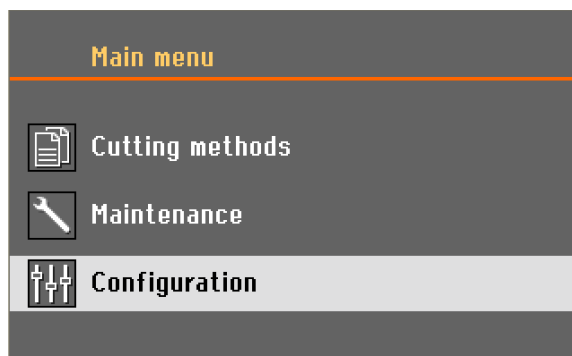 Main menu
Cutting methods
Maintenance
Configuration